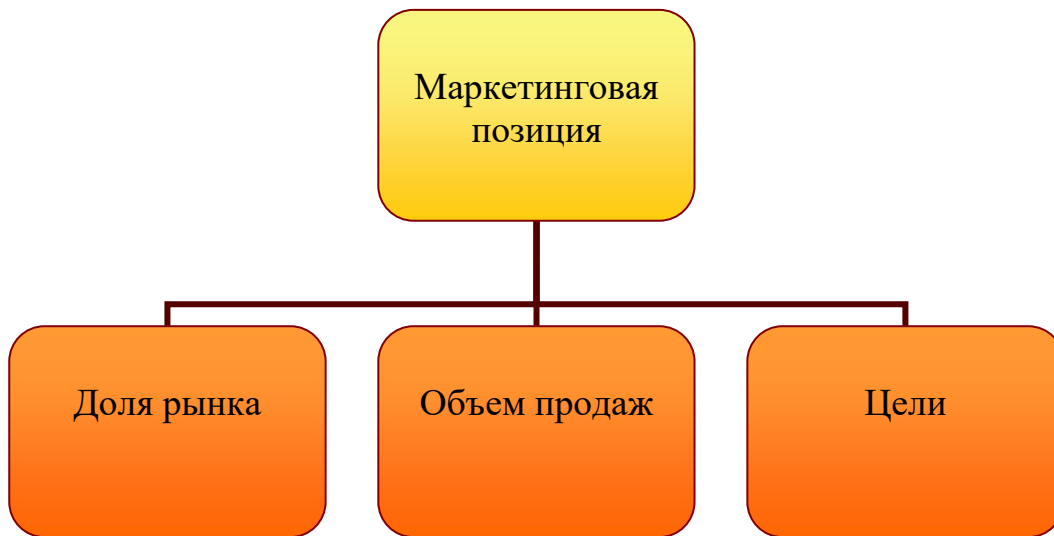 Маркетинговая
позиция
Доля рынка
Объем продаж
Цели